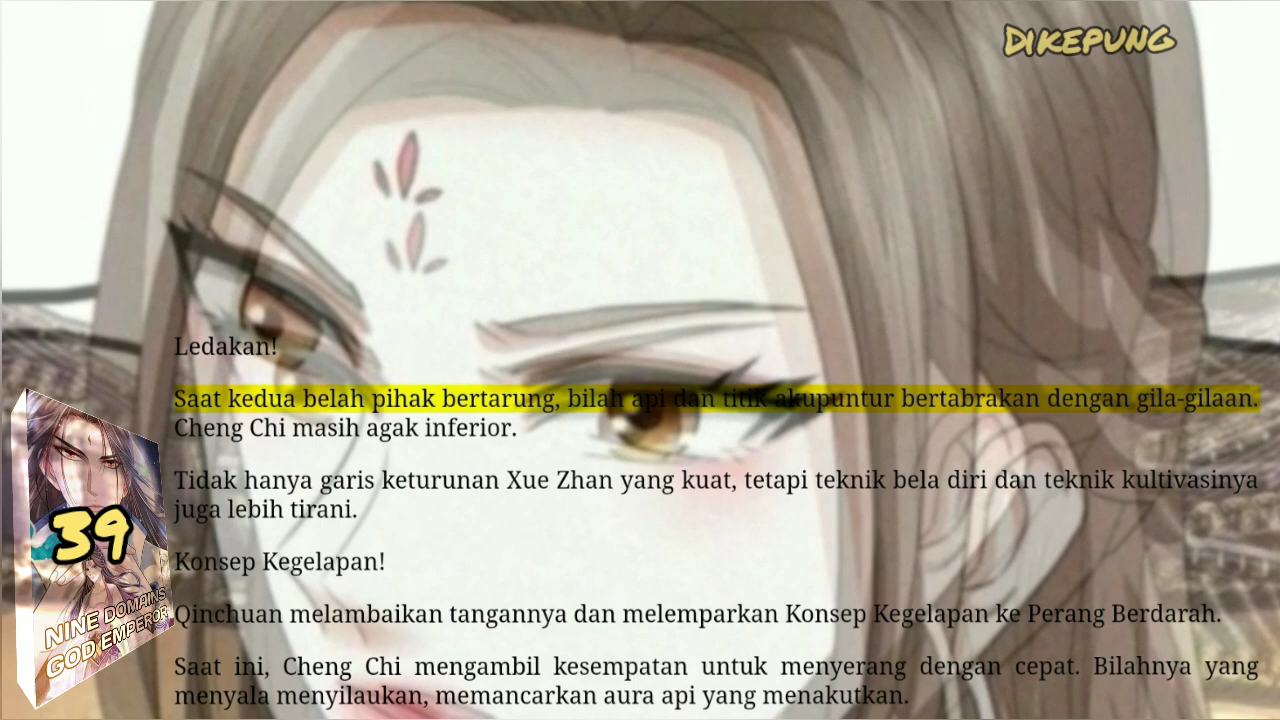 DIKEPUNG
Ledakan!
Saat kedua belah pihak bertarung, bilah api dan titik akupuntur bertabrakan dengan gila-gilaan.
Cheng Chi masih agak inferior.
Tidak hanya garis keturunan Xue Zhan yang kuat, tetapi teknik bela diri dan teknik kultivasinya
juga lebih tirani.
Konsep Kegelapan!
Qinchuan melambaikan tangannya dan melemparkan Konsep Kegelapan ke Perang Berdarah.
Saat ini, Cheng Chi mengambil kesempatan untuk menyerang dengan cepat. Bilahnya yang
menyala menyilaukan, memancarkan aura api yang menakutkan.
39
NINE DOMAINS
GOD EMPEROR